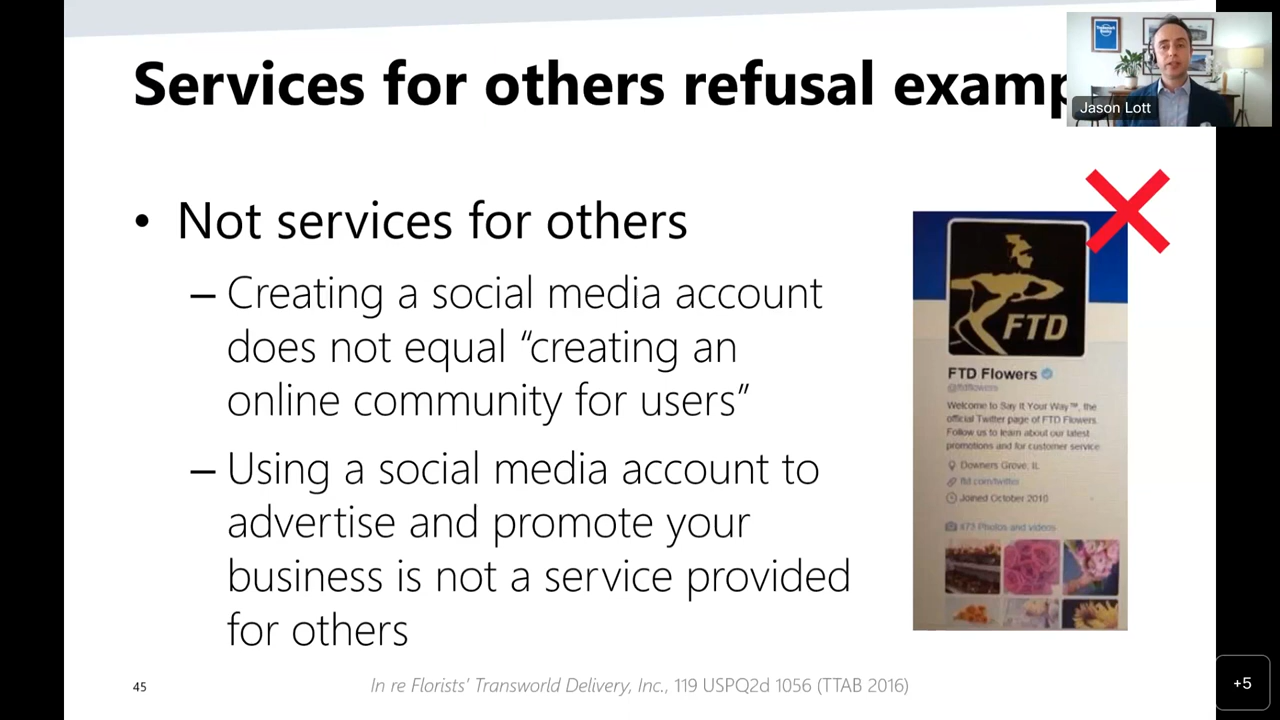 Services for others refusal examp
Jason Lott
• Not services for others
– Creating a social media account
does not equal “creating an
online community for users”
– Using a social media account to
advertise and promote your
business is not a service provided
for others
FTD
FTD Flowers
@ftdflowers
Welcome to Say It Your Way™, the
official Twitter page of FTD Flowers.
Follow us to learn about our latest
promotions and for customer service
Downers Grove, IL
ftd.com/twitter
Joined October 2010
473 Photos and videos
45
In re Florists’ Transworld Delivery, Inc., 119 USPQ2d 1056 (TTAB 2016)
+5